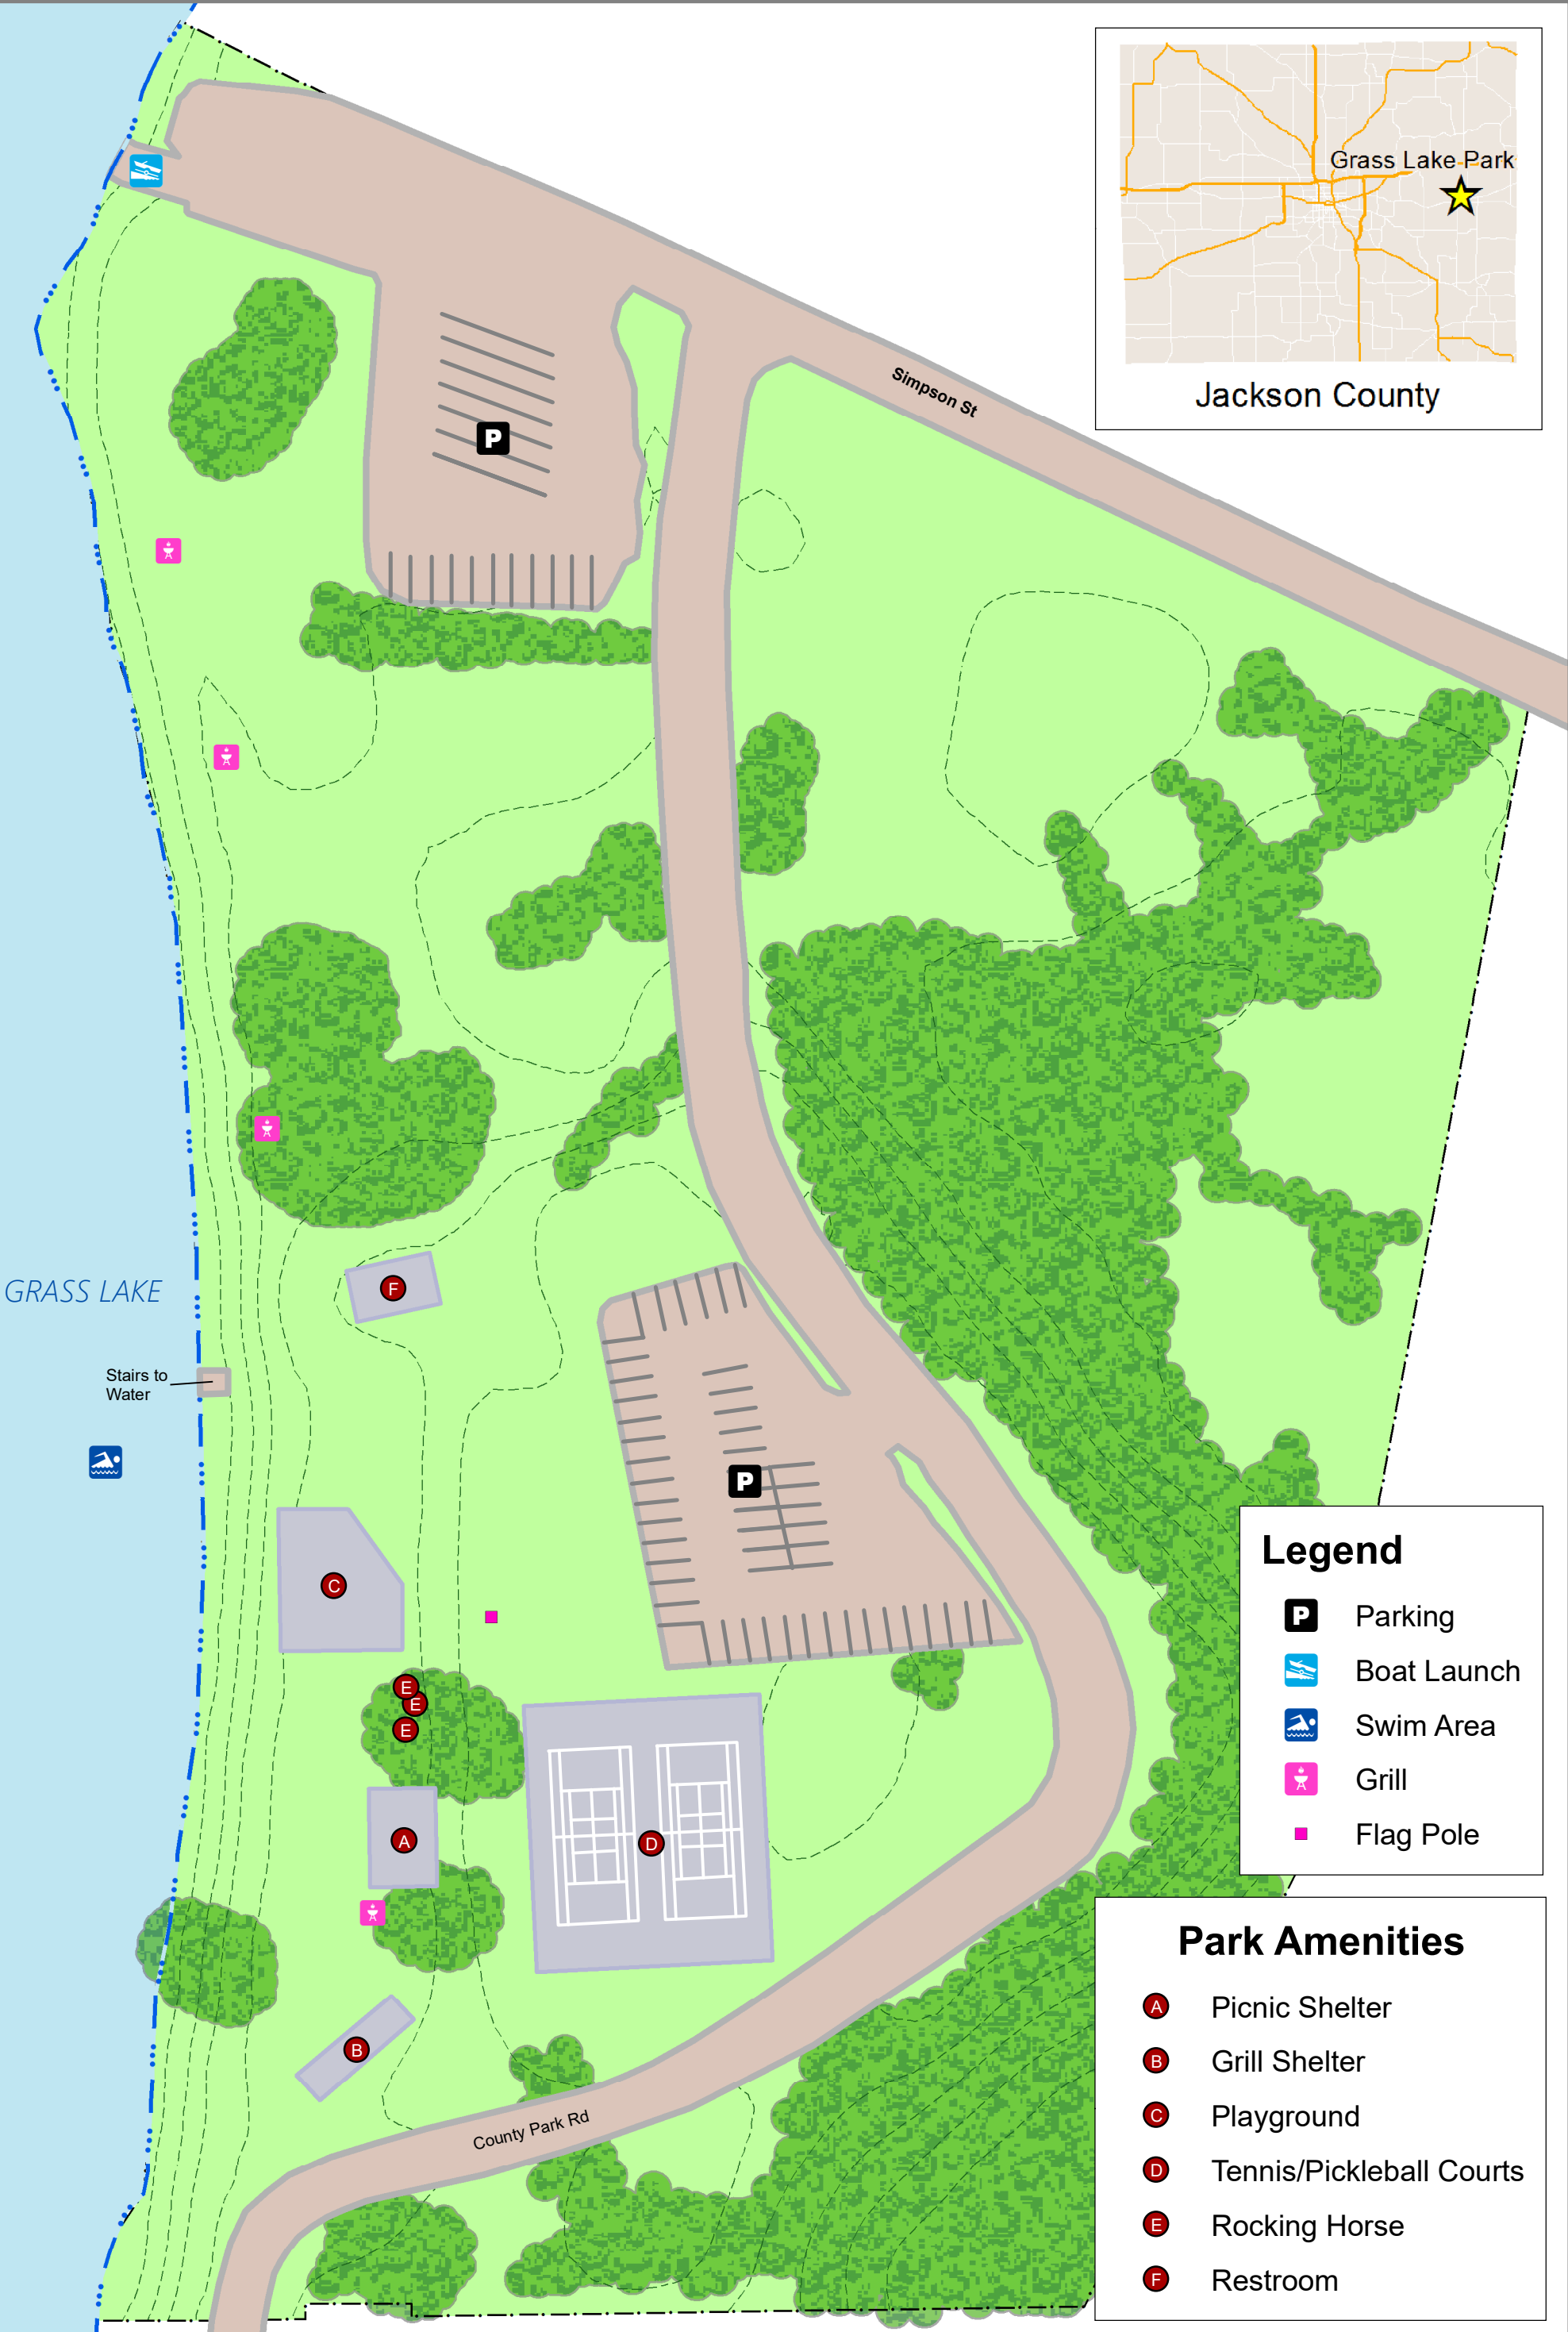 Grass Lake Park
Jackson County
Simpson St
P
GRASS LAKE
F
Stairs to
Water
P
C
E
E
E
A
D
B
County Park Rd
Legend
P Parking
Boat Launch
Swim Area
Grill
Flag Pole
Park Amenities
A Picnic Shelter
B Grill Shelter
C Playground
D Tennis/Pickleball Courts
E Rocking Horse
F Restroom